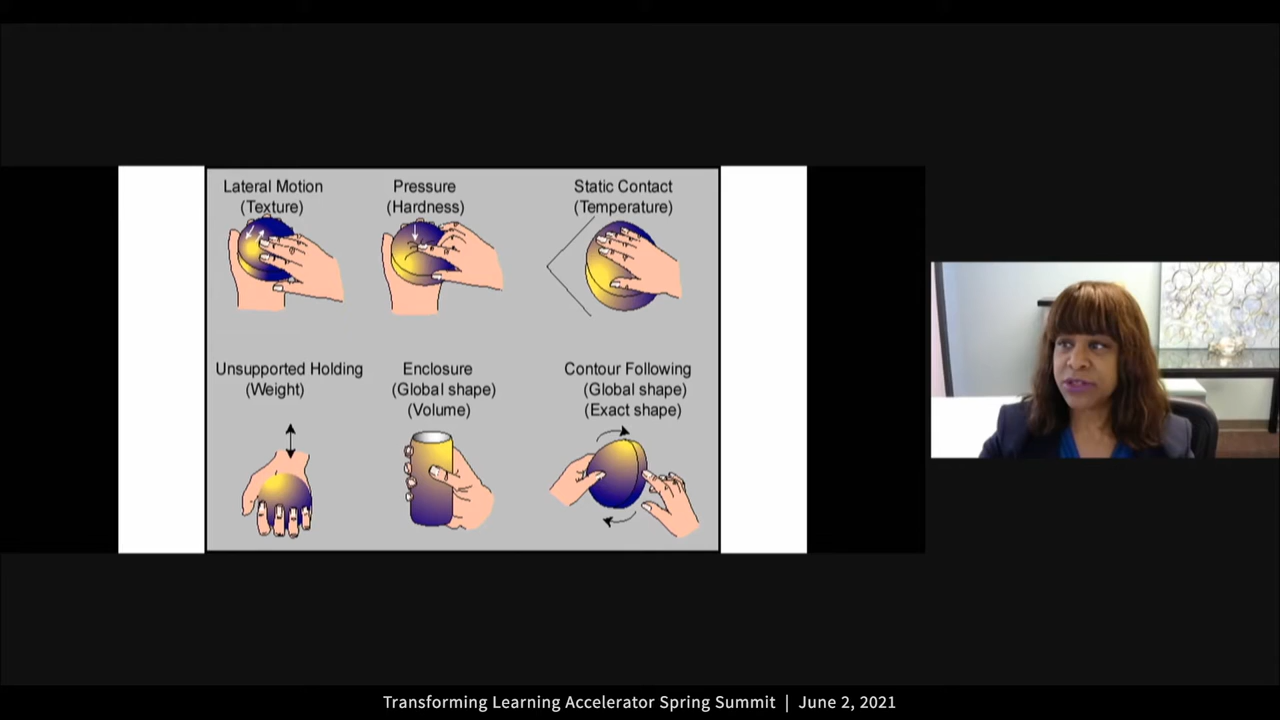 Lateral Motion
(Texture)
Pressure
(Hardness)
Static Contact
(Temperature)
Unsupported Holding
(Weight)
Enclosure
(Global shape)
(Volume)
Contour Following
(Global shape)
(Exact shape)
Transforming Learning Accelerator Spring Summit | June 2, 2021